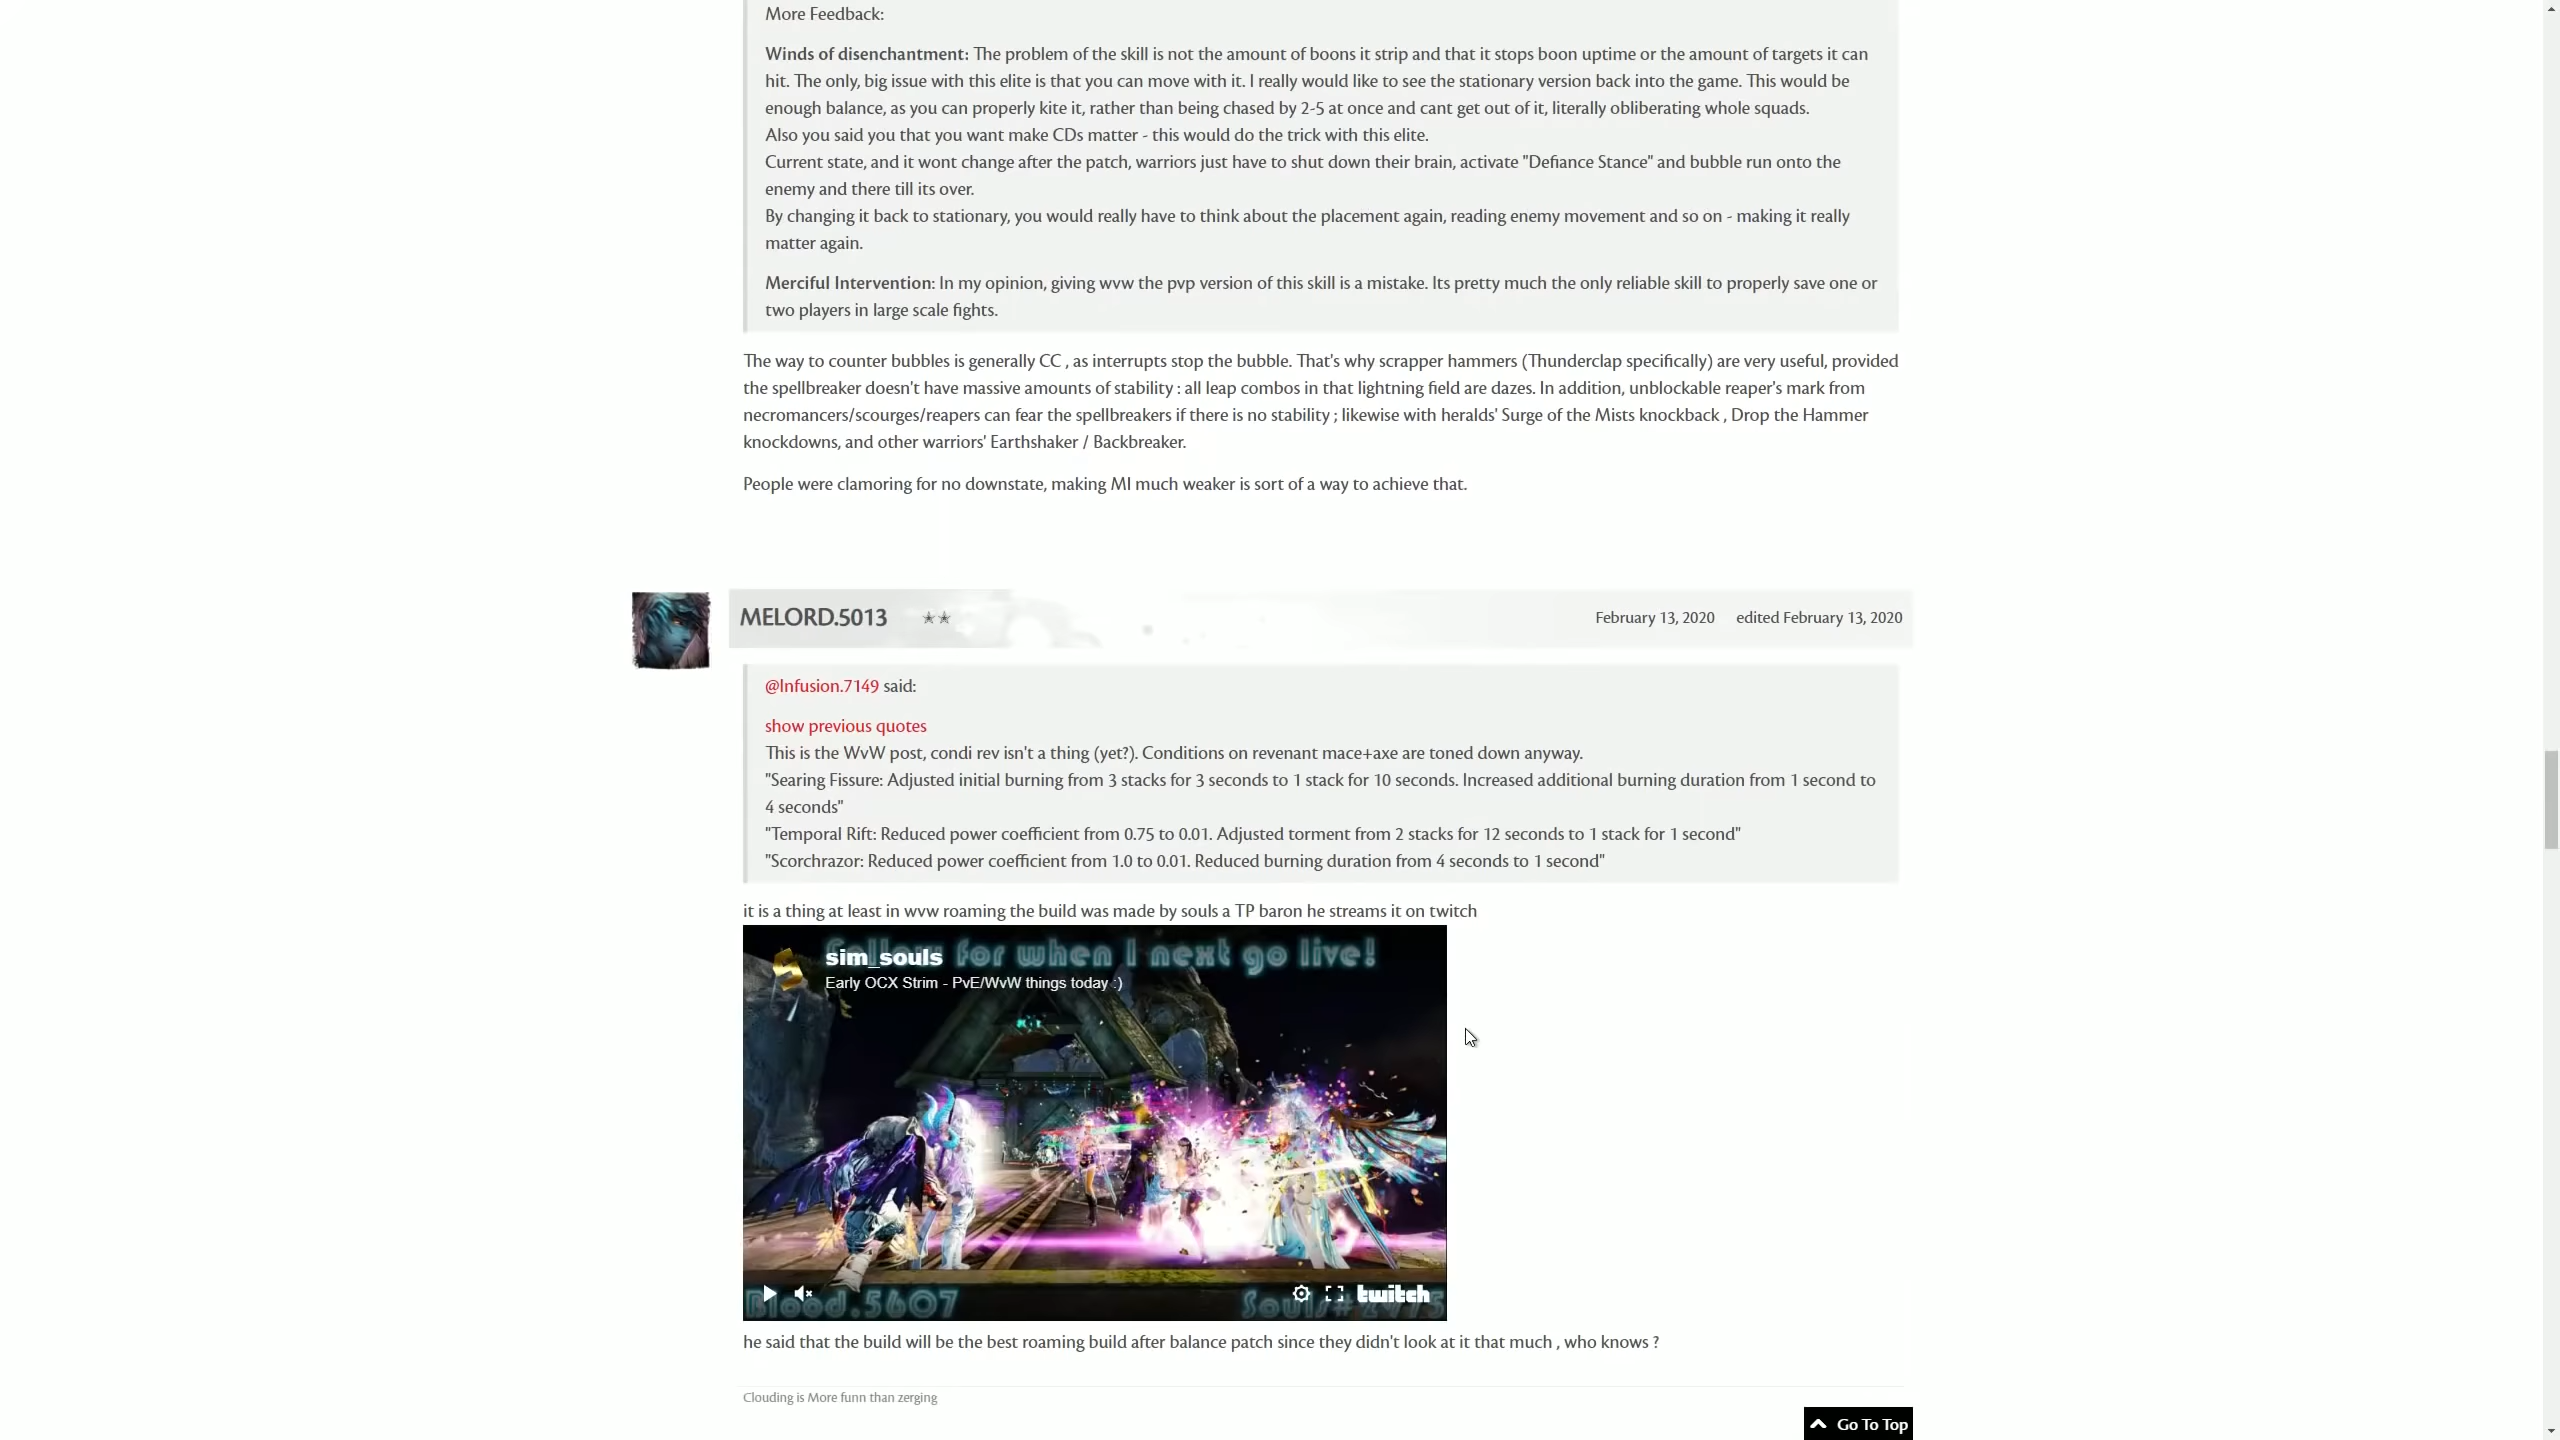 More Feedback:
Winds of disenchantment: The problem of the skill is not the amount of boons it strip and that it stops boon uptime or the amount of targets it can
hit. The only, big issue with this elite is that you can move with it. I really would like to see the stationary version back into the game. This would be
enough balance, as you can properly kite it, rather than being chased by 2-5 at once and cant get out of it, literally obliberating whole squads.
Also you said you that you want make CDs matter - this would do the trick with this elite.
Current state, and it wont change after the patch, warriors just have to shut down their brain, activate "Defiance Stance" and bubble run onto the
enemy and there till its over.
By changing it back to stationary, you would really have to think about the placement again, reading enemy movement and so on - making it really
matter again.
Merciful Intervention: In my opinion, giving wvw the pvp version of this skill is a mistake. Its pretty much the only reliable skill to properly save one or
two players in large scale fights.
The way to counter bubbles is generally CC , as interrupts stop the bubble. That's why scrapper hammers (Thunderclap specifically) are very useful, provided
the spellbreaker doesn't have massive amounts of stability : all leap combos in that lightning field are dazes. In addition, unblockable reaper's mark from
necromancers/scourges/reapers can fear the spellbreakers if there is no stability ; likewise with heralds' Surge of the Mists knockback , Drop the Hammer
knockdowns, and other warriors' Earthshaker / Backbreaker.
People were clamoring for no downstate, making MI much weaker is sort of a way to achieve that.
MELORD.5013
February 13, 2020 edited February 13, 2020
@Infusion.7149 said:
show previous quotes
This is the WvW post, condi rev isn't a thing (yet?). Conditions on revenant mace+axe are toned down anyway.
"Searing Fissure: Adjusted initial burning from 3 stacks for 3 seconds to 1 stack for 10 seconds. Increased additional burning duration from 1 second to
4 seconds"
"Temporal Rift: Reduced power coefficient from 0.75 to 0.01. Adjusted torment from 2 stacks for 12 seconds to 1 stack for 1 second"
"Scorchrazor: Reduced power coefficient from 1.0 to 0.01. Reduced burning duration from 4 seconds to 1 second"
it is a thing at least in wvw roaming the build was made by souls a TP baron he streams it on twitch
Follow for when I next go live!
sim_souls
Early OCX Strim - PvE/WvW things today :)
Blood.5607
twitch
he said that the build will be the best roaming build after balance patch since they didn't look at it that much , who knows ?
Clouding is More funn than zerging
Go To Top